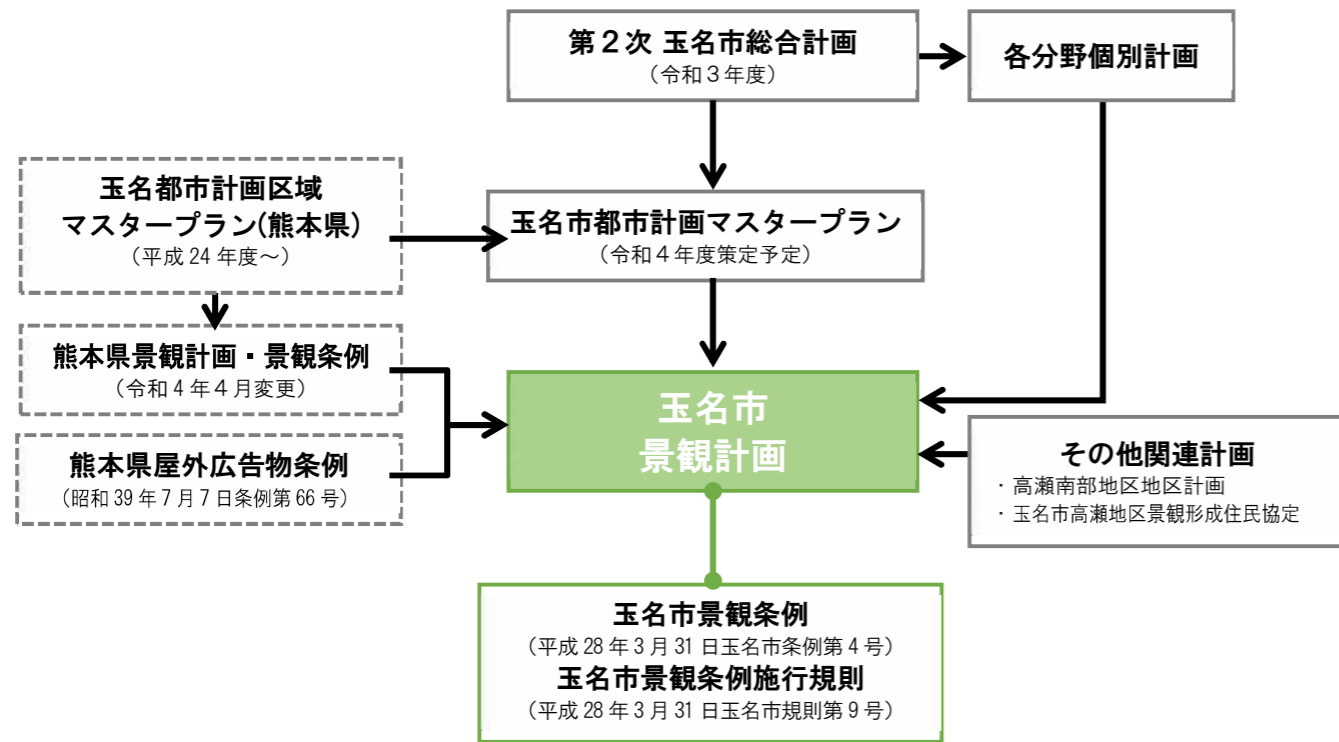 第２次 玉名市総合計画
（令和３年度）
各分野個別計画
玉名都市計画区域
マスタープラン(熊本県)
（平成 24 年度～）
玉名市都市計画マスタープラン
（令和４年度策定予定）
熊本県景観計画・景観条例
（令和 4 年４月変更）
熊本県屋外広告物条例
（昭和 39 年 7 月 7 日条例第 66 号）
玉名市
景観計画
その他関連計画
・高瀬南部地区地区計画
・玉名市高瀬地区景観形成住民協定
玉名市景観条例
（平成 28 年 3 月 31 日玉名市条例第 4 号）
玉名市景観条例施行規則
（平成 28 年 3 月 31 日玉名市規則第 9 号）